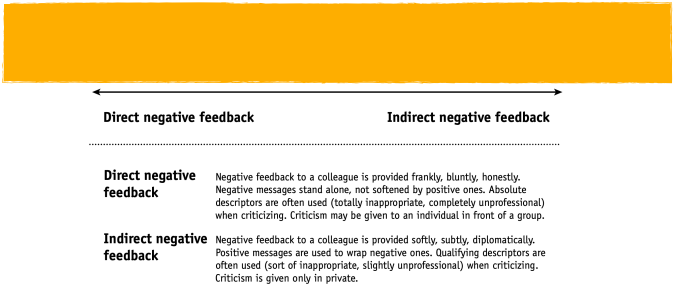 Direct negative feedback
Indirect negative feedback
Direct negative
feedback
Negative feedback to a colleague is provided frankly, bluntly, honestly.
Negative messages stand alone, not softened by positive ones. Absolute
descriptors are often used (totally inappropriate, completely unprofessional)
when criticizing. Criticism may be given to an individual in front of a group.
Indirect negative
feedback
Negative feedback to a colleague is provided softly, subtly, diplomatically.
Positive messages are used to wrap negative ones. Qualifying descriptors are
often used (sort of inappropriate, slightly unprofessional) when criticizing.
Criticism is given only in private.